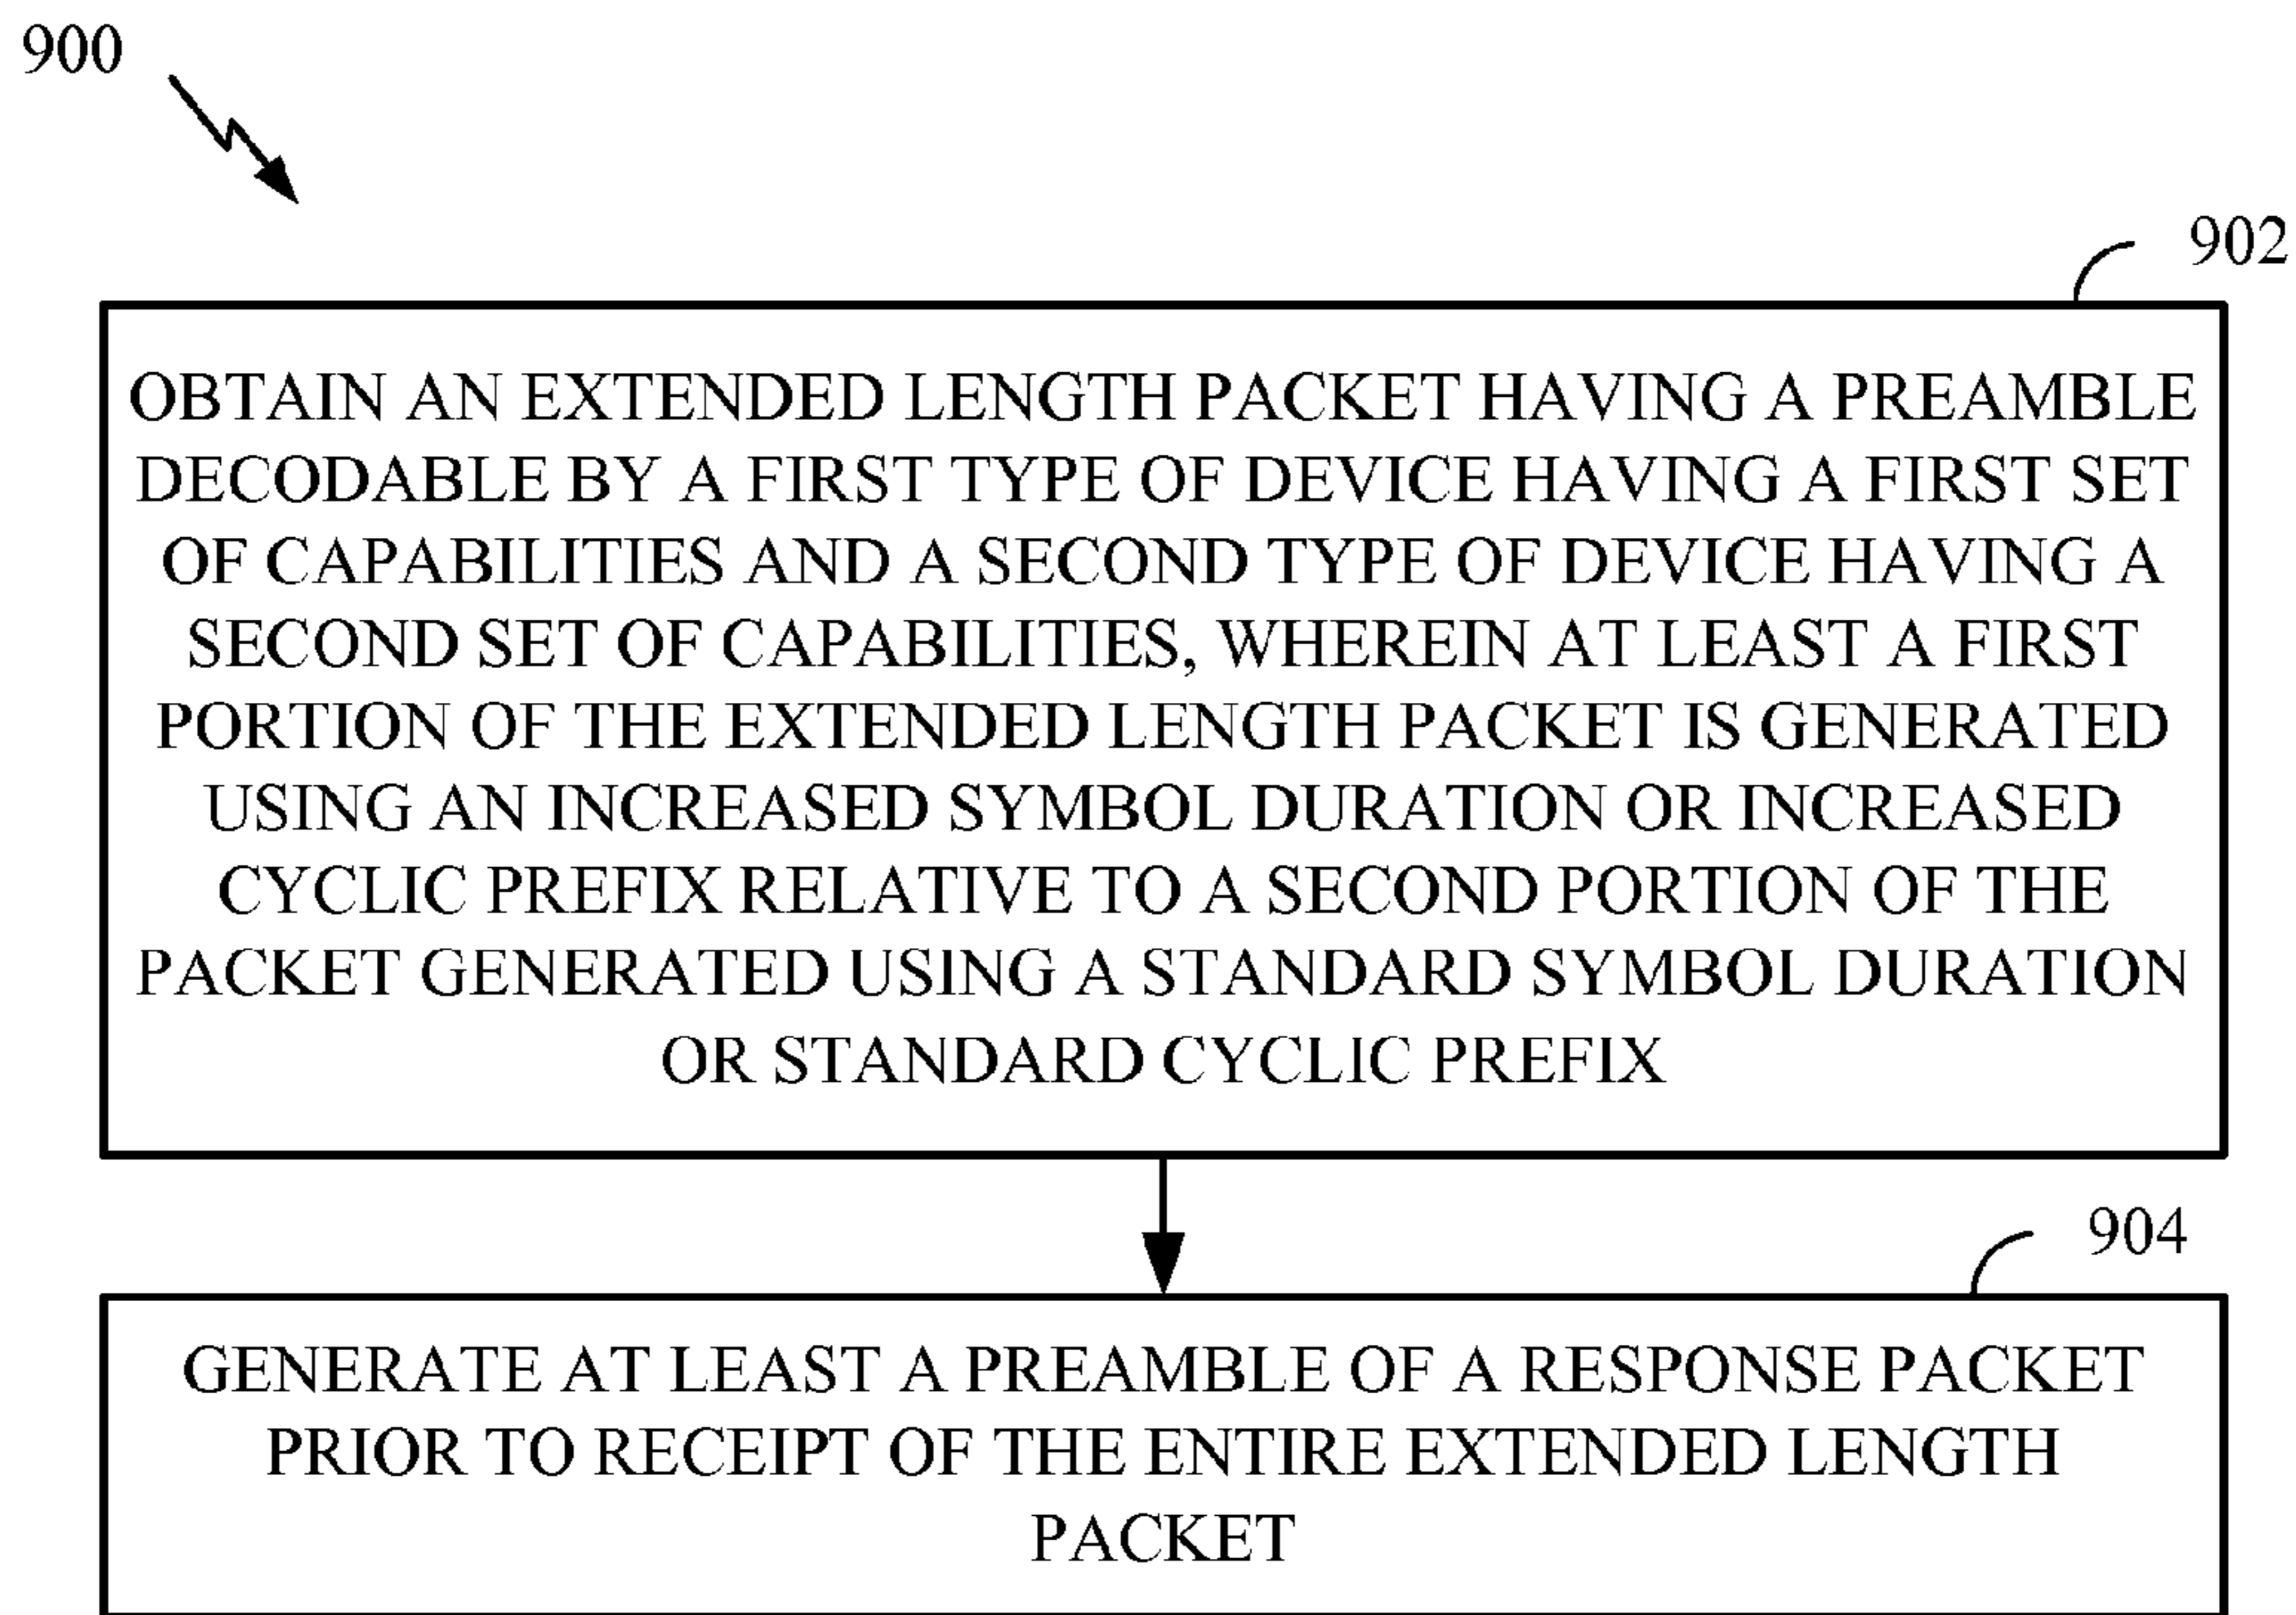 900
902
OBTAIN AN EXTENDED LENGTH PACKET HAVING A PREAMBLE
DECODABLE BY A FIRST TYPE OF DEVICE HAVING A FIRST SET
OF CAPABILITIES AND A SECOND TYPE OF DEVICE HAVING A
SECOND SET OF CAPABILITIES, WHEREIN AT LEAST A FIRST
PORTION OF THE EXTENDED LENGTH PACKET IS GENERATED
USING AN INCREASED SYMBOL DURATION OR INCREASED
CYCLIC PREFIX RELATIVE TO A SECOND PORTION OF THE
PACKET GENERATED USING A STANDARD SYMBOL DURATION
OR STANDARD CYCLIC PREFIX
904
GENERATE AT LEAST A PREAMBLE OF A RESPONSE PACKET
PRIOR TO RECEIPT OF THE ENTIRE EXTENDED LENGTH
PACKET